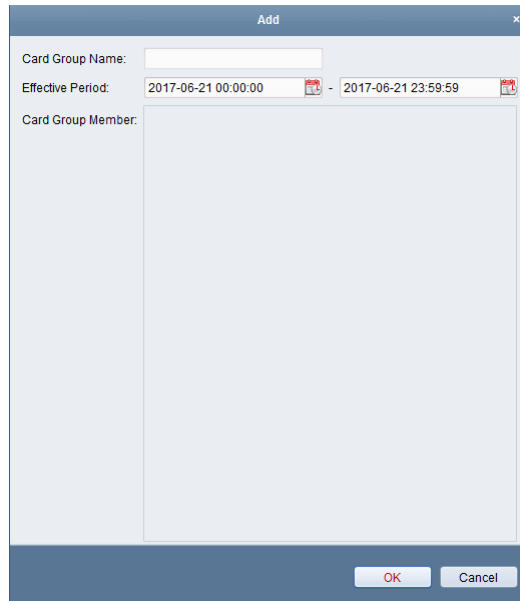 Add
×
Card Group Name:
Effective Period: 2017-06-21 00:00:00 - 2017-06-21 23:59:59
Card Group Member:
OK Cancel